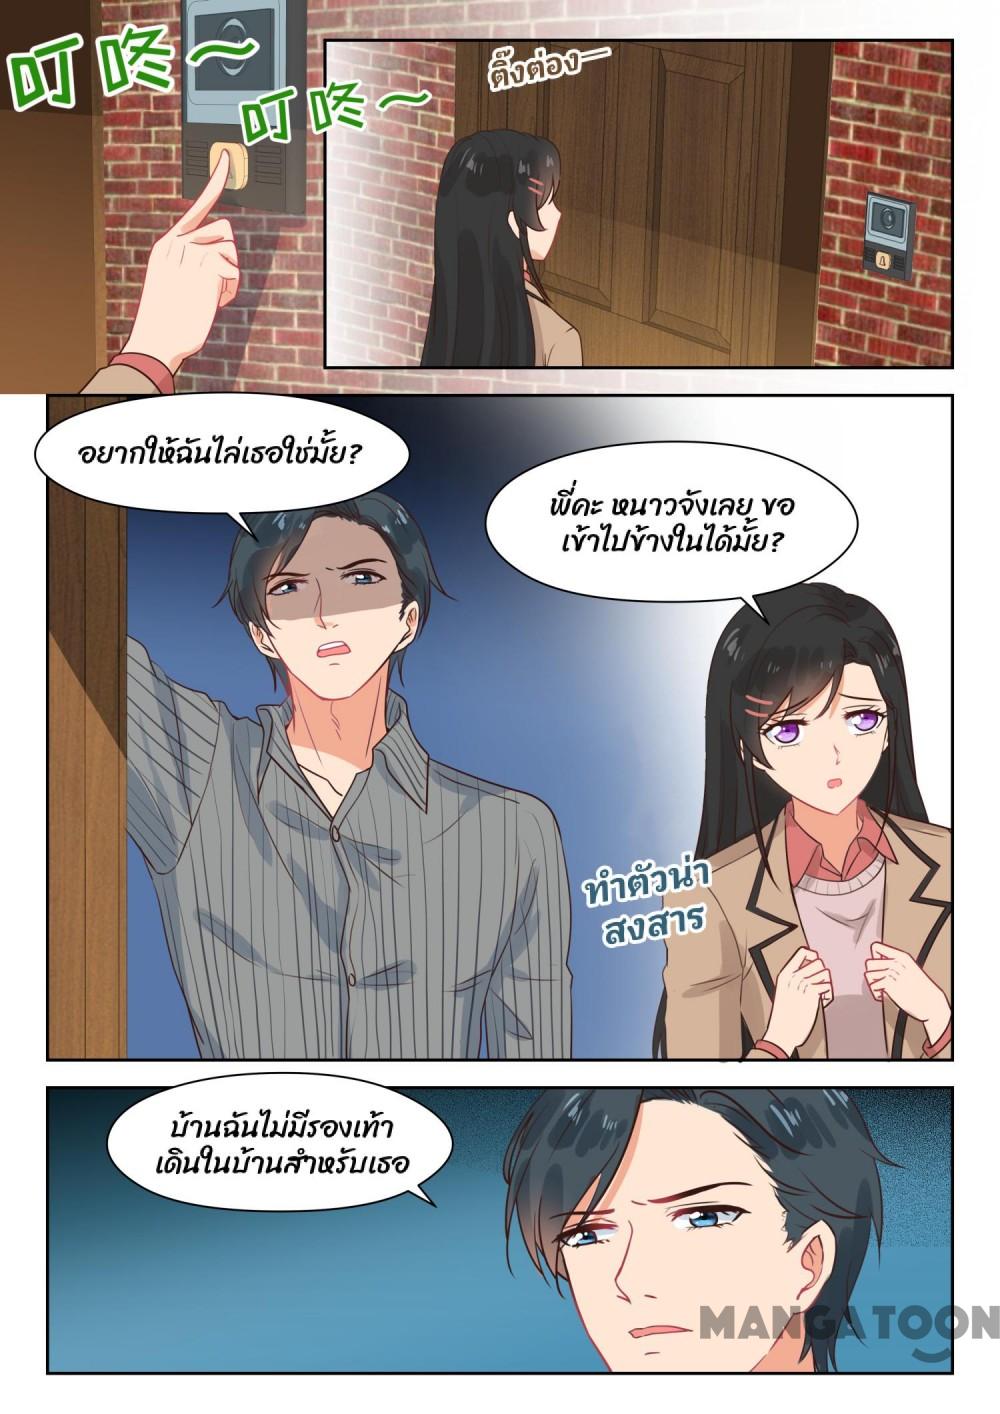 叮咚～
叮咚～
ติ๊งต่อง—
อยากให้ฉันไล่เธอใช่มั้ย?
พี่คะ หนาวจังเลย ขอ
เข้าไปข้างในได้มั้ย?
ทำตัวน่า
สงสาร
บ้านฉันไม่มีรองเท้า
เดินในบ้านสำหรับเธอ
MANGATOON